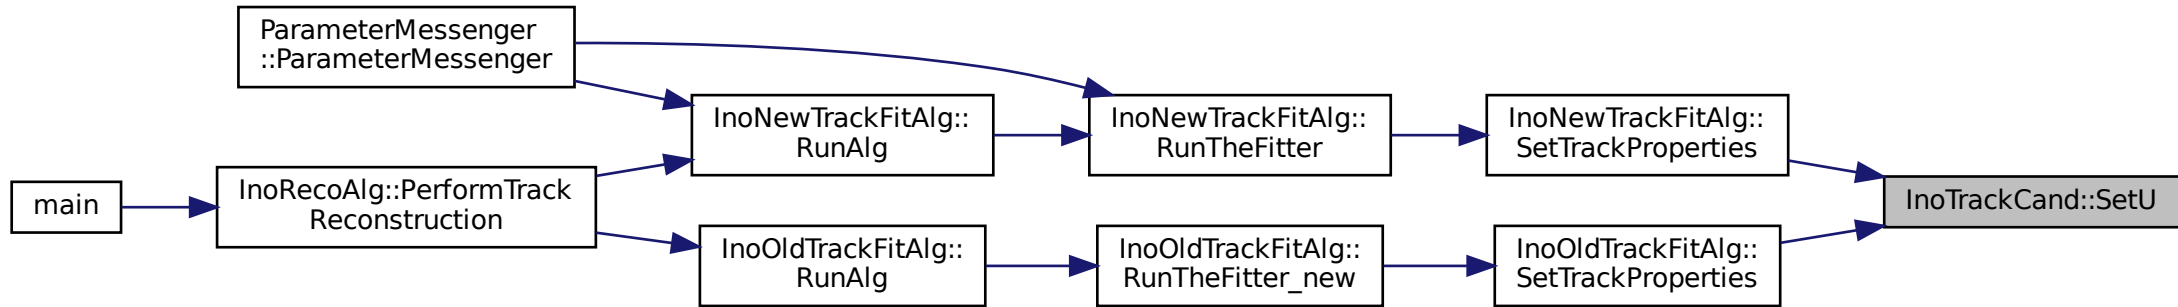 ParameterMessenger
::ParameterMessenger
main
InoRecoAlg::PerformTrack
Reconstruction
InoNewTrackFitAlg::
RunAlg
InoOldTrackFitAlg::
RunAlg
InoNewTrackFitAlg::
RunTheFitter
InoOldTrackFitAlg::
RunTheFitter_new
InoNewTrackFitAlg::
SetTrackProperties
InoOldTrackFitAlg::
SetTrackProperties
InoTrackCand::SetU